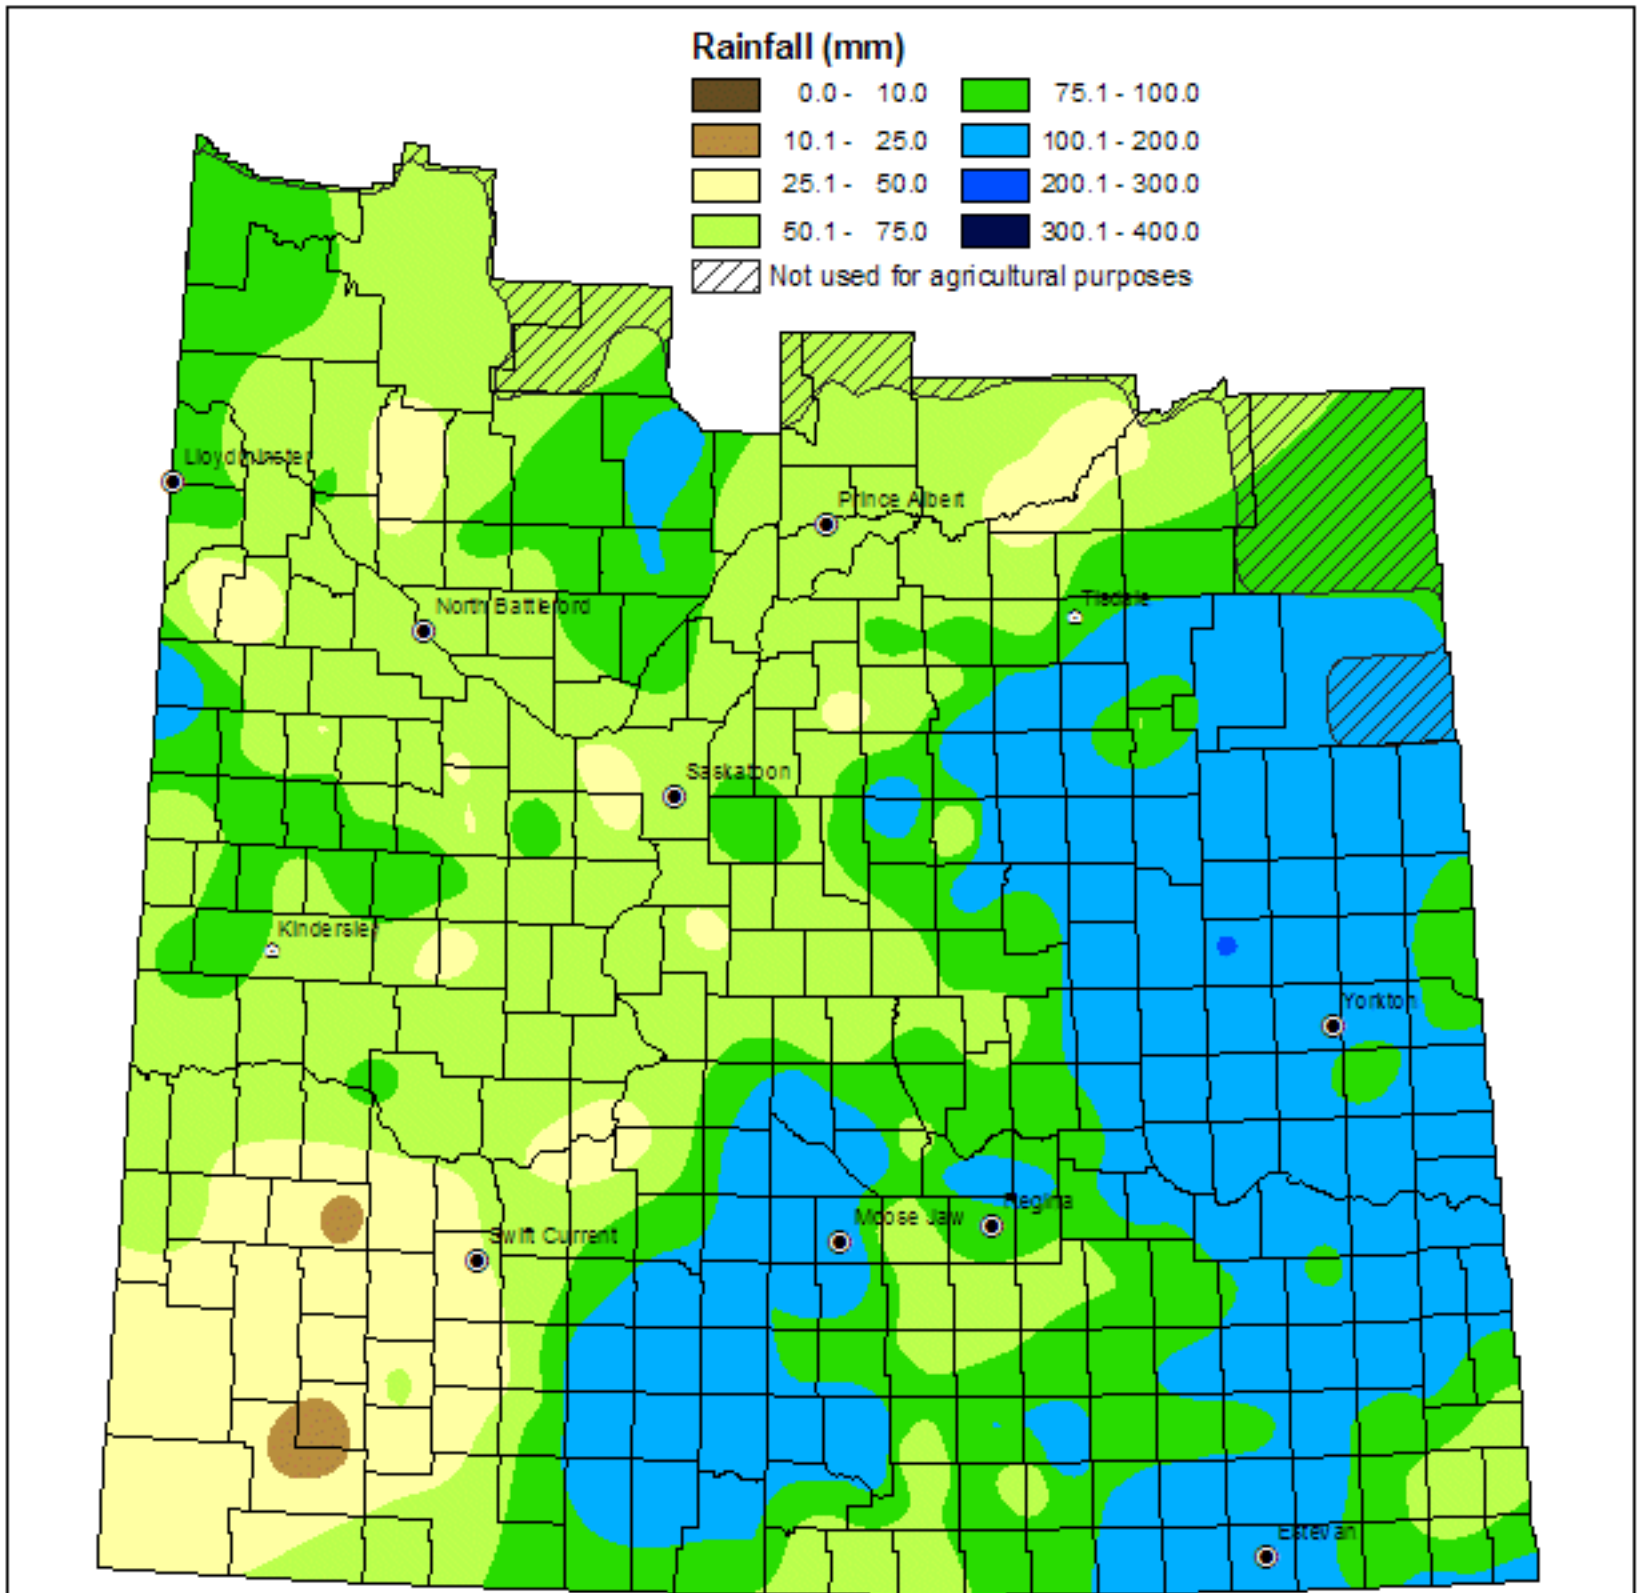 Rainfall (mm)
0.0 - 10.0
75.1 - 100.0
10.1 - 25.0
100.1 - 200.0
25.1 - 50.0
200.1 - 300.0
50.1 - 75.0
300.1 - 400.0
Not used for agricultural purposes
Lloydminster
Prince Albert
North Battleford
Tisdale
Saskatoon
Kindersley
Yorkton
Regina
Moose Jaw
Swift Current
Estevan